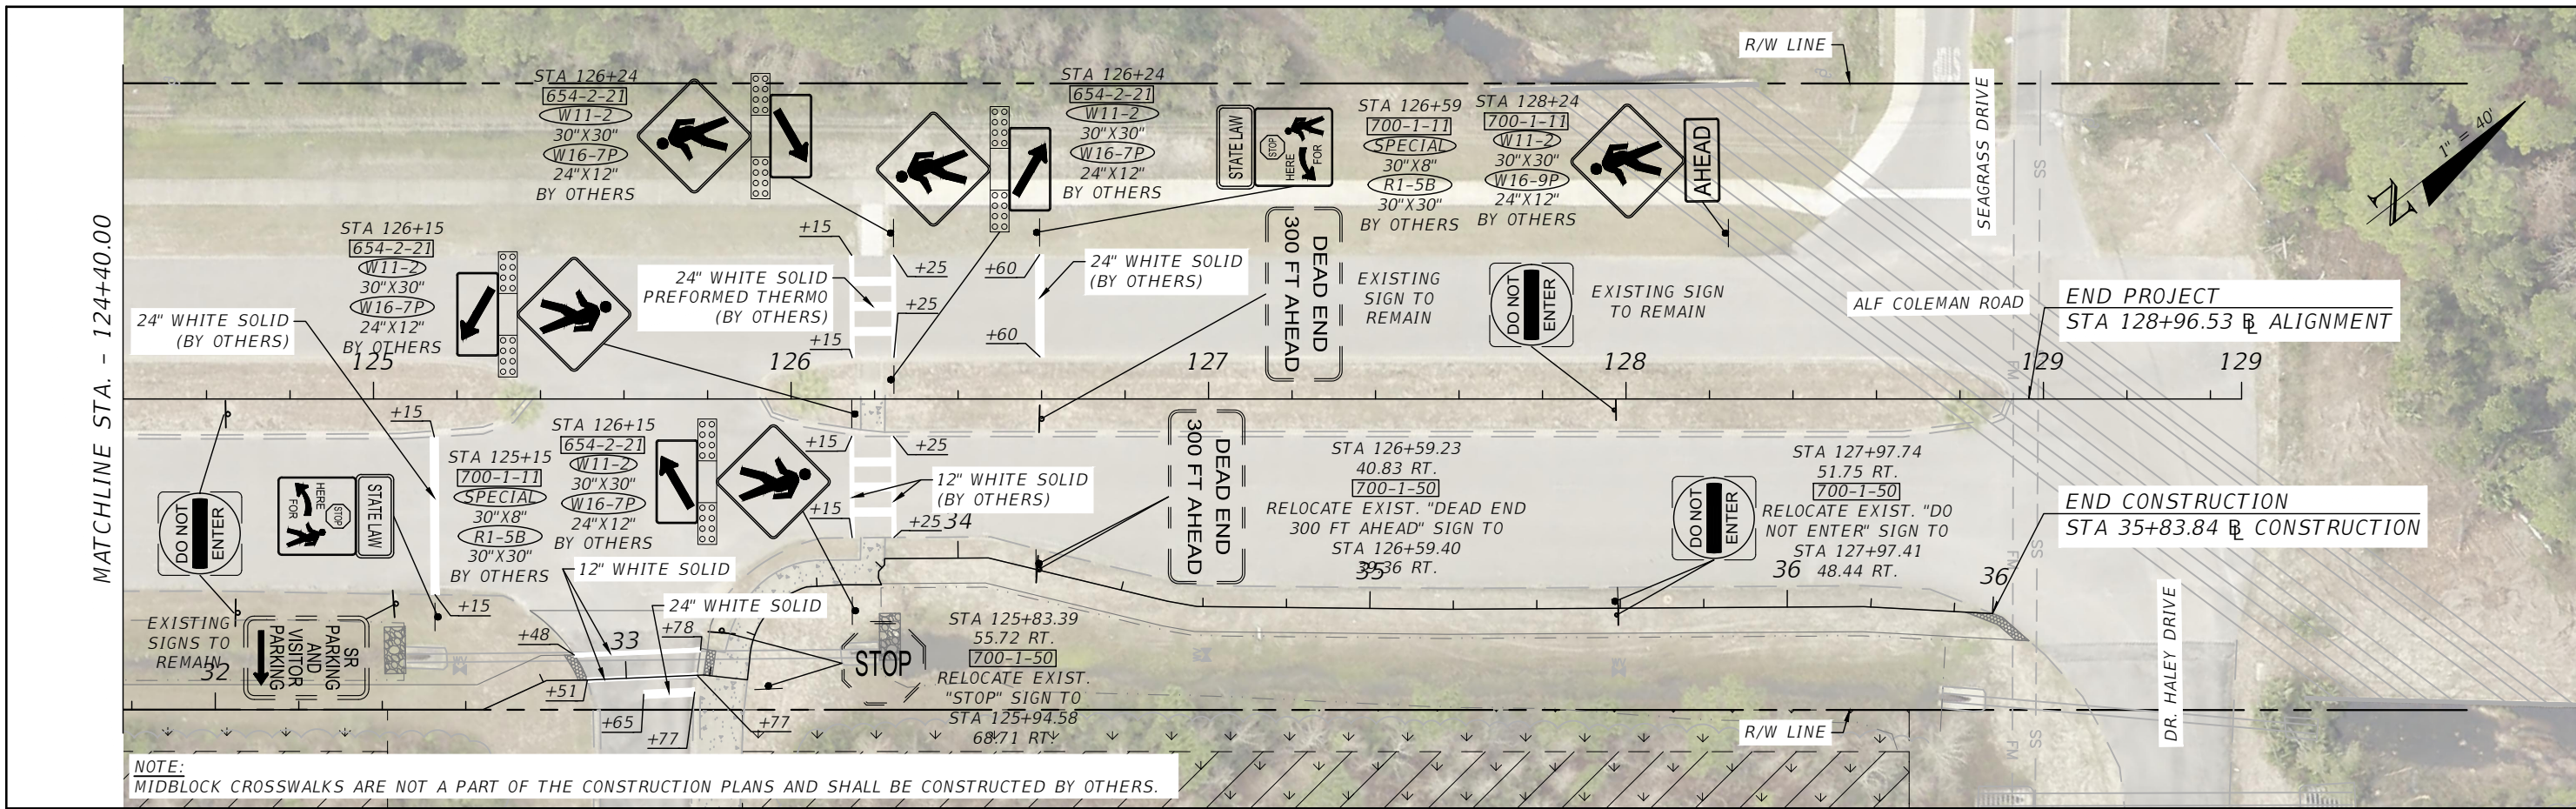 MATCHLINE STA. - 124+40.00
STA 126+24
654-2-21
W11-2
30"X30"
W16-7P
24"X12"
BY OTHERS
STA 126+24
654-2-21
W11-2
30"X30"
W16-7P
24"X12"
BY OTHERS
STATE LAW
STOP
HERE
FOR
STA 126+59
700-1-11
SPECIAL
30"X8"
R1-5B
30"X30"
BY OTHERS
STA 128+24
700-1-11
W11-2
30"X30"
W16-9P
24"X12"
BY OTHERS
AHEAD
R/W LINE
SEAGRASS DRIVE
SS
1" = 40'
N
STA 126+15
654-2-21
W11-2
30"X30"
W16-7P
24"X12"
BY OTHERS
24" WHITE SOLID
(BY OTHERS)
24" WHITE SOLID
PREFORMED THERMO
(BY OTHERS)
+15
+25
+25
+15
+60
+60
24" WHITE SOLID
(BY OTHERS)
DEAD END
300 FT AHEAD
EXISTING
SIGN TO
REMAIN
DO NOT
ENTER
EXISTING SIGN
TO REMAIN
ALF COLEMAN ROAD
END PROJECT
STA 128+96.53 BL ALIGNMENT
125
126
127
128
129
129
FM
SS
+15
DO NOT
ENTER
HERE
STOP
FOR
STATE LAW
STA 125+15
700-1-11
SPECIAL
30"X8"
R1-5B
30"X30"
BY OTHERS
STA 126+15
654-2-21
W11-2
30"X30"
W16-7P
24"X12"
BY OTHERS
+15
+25
+15
+25
12" WHITE SOLID
(BY OTHERS)
34
DEAD END
300 FT AHEAD
STA 126+59.23
40.83 RT.
700-1-50
RELOCATE EXIST. "DEAD END
300 FT AHEAD" SIGN TO
STA 126+59.40
39.36 RT.
35
DO NOT
ENTER
STA 127+97.74
51.75 RT.
700-1-50
RELOCATE EXIST. "DO
NOT ENTER" SIGN TO
STA 127+97.41
48.44 RT.
36
36
END CONSTRUCTION
STA 35+83.84 BL CONSTRUCTION
FM
SS
12" WHITE SOLID
24" WHITE SOLID
+15
+48
33
+78
EXISTING
SIGNS TO
REMAIN
32
SR
PARKING
AND
VISITOR
PARKING
+51
+65
+77
+77
STOP
STA 125+83.39
55.72 RT.
700-1-50
RELOCATE EXIST.
"STOP" SIGN TO
STA 125+94.58
68.71 RT.
R/W LINE
FM
SS
DR. HALEY DRIVE
NOTE:
MIDBLOCK CROSSWALKS ARE NOT A PART OF THE CONSTRUCTION PLANS AND SHALL BE CONSTRUCTED BY OTHERS.